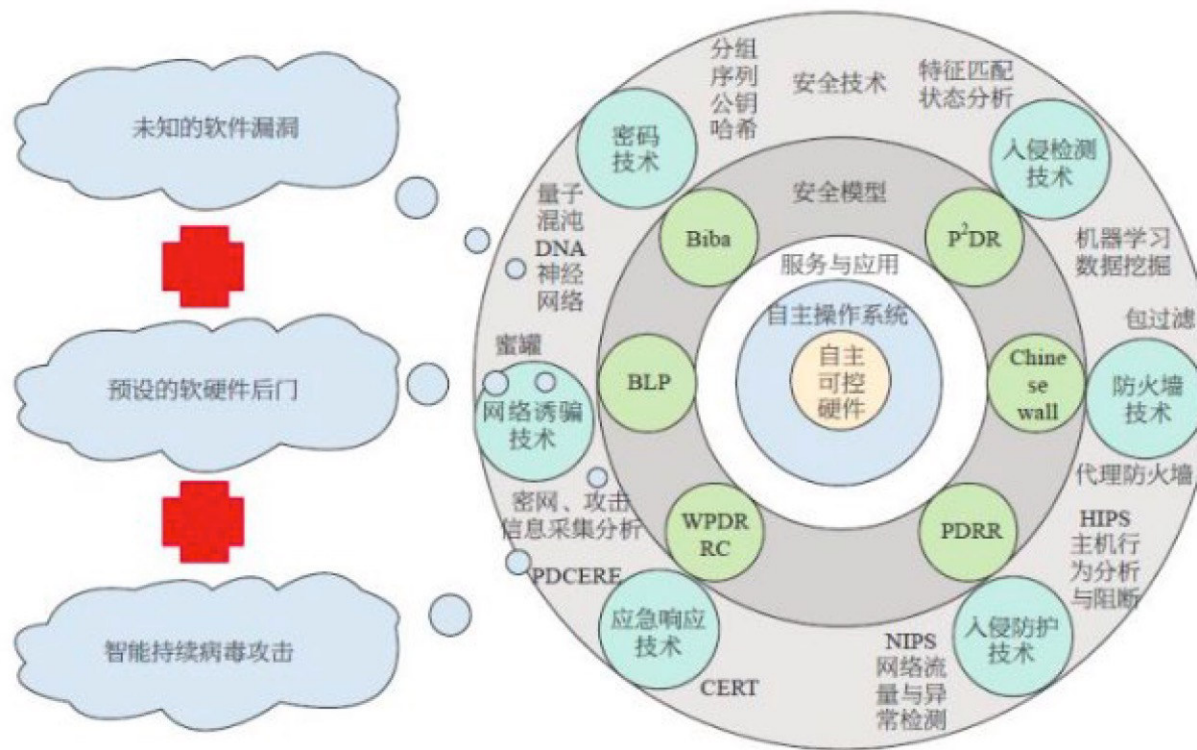 未知的软件漏洞
预设的软硬件后门
智能持续病毒攻击
分组
序列
公钥
哈希
安全技术
特征匹配
状态分析
密码
技术
入侵检测
技术
量子
混沌
DNA
神经
网络
安全模型
Biba
P²DR
机器学习
数据挖掘
服务与应用
自主操作系统
自主
可控
硬件
包过滤
蜜罐
网络诱骗
技术
BLP
Chine
se
wall
防火墙
技术
代理防火墙
密网、攻击
信息采集分析
WPDR
RC
PDRR
HIPS
主机行
为分析
与阻断
PDCERE
应急响应
技术
入侵防护
技术
CERT
NIPS
网络流
量与异
常检测